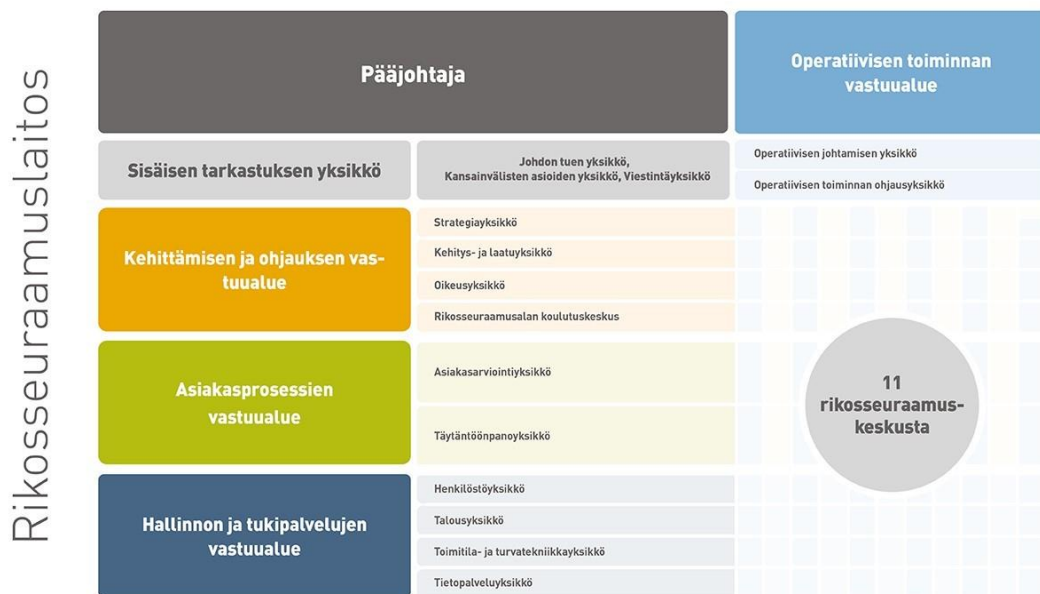 Rikosseuraamuslaitos
Pääjohtaja
Operatiivisen toiminnan
vastuualue
Sisäisen tarkastuksen yksikkö
Johdon tuen yksikkö,
Kansainvälisten asioiden yksikkö, Viestintäyksikkö
Operatiivisen johtamisen yksikkö
Operatiivisen toiminnan ohjausyksikkö
Kehittämisen ja ohjauksen vas-
tuualue
Strategiayksikkö
Kehitys- ja laatuyksikkö
Oikeusyksikkö
Rikosseuraamusalan koulutuskeskus
Asiakasprosessien
vastuualue
Asiakasarviointiyksikkö
Täytäntöönpanoyksikkö
11
rikosseuraamus-
keskusta
Hallinnon ja tukipalvelujen
vastuualue
Henkilöstöyksikkö
Talousyksikkö
Toimitila- ja turvatekniikkayksikkö
Tietopalveluyksikkö